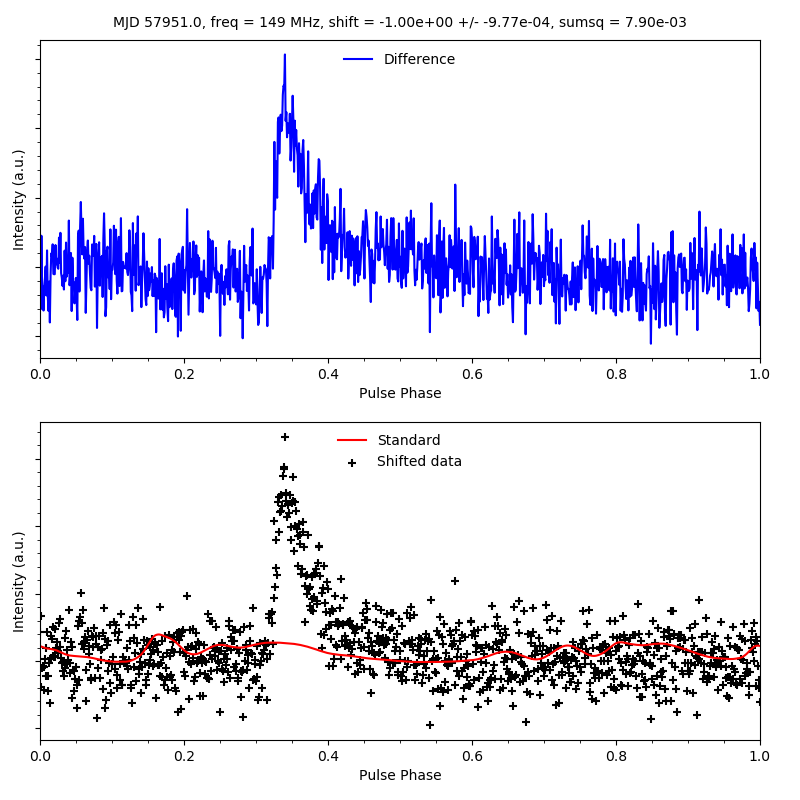 MJD 57951.0, freq = 149 MHz, shift = -1.00e+00 +/- -9.77e-04, sumsq = 7.90e-03
Difference
Intensity (a.u.)
0.0 0.2 0.4 0.6 0.8 1.0
Pulse Phase
Standard
Shifted data
Intensity (a.u.)
0.0 0.2 0.4 0.6 0.8 1.0
Pulse Phase